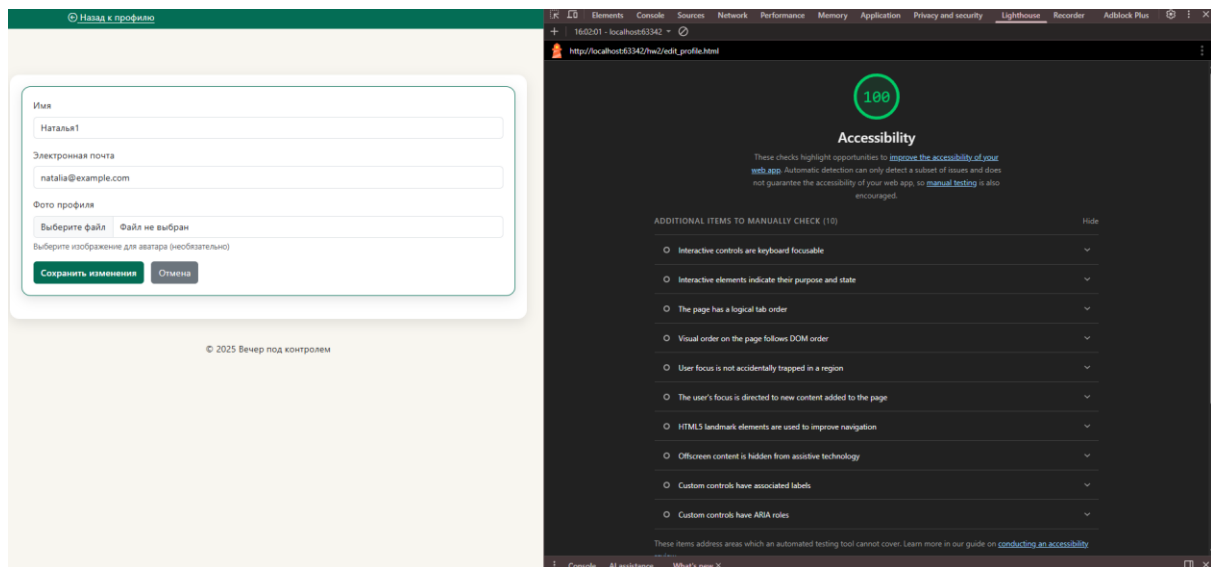 Назад к профилю
Имя
Наталья1
Электронная почта
natalia@example.com
Фото профиля
Выберите файл Файл не выбран
Выберите изображение для аватара (необязательно)
Сохранить изменения Отмена
© 2025 Вечер под контролем
Elements Console Sources Network Performance Memory Application Privacy and security Lighthouse Recorder Adblock Plus
16:02:01 - localhost:63342
http://localhost:63342/hw2/edit_profile.html
100
Accessibility
These checks highlight opportunities to improve the accessibility of your
web app. Automatic detection can only detect a subset of issues and does
not guarantee the accessibility of your web app, so manual testing is also
encouraged.
ADDITIONAL ITEMS TO MANUALLY CHECK (10) Hide
Interactive controls are keyboard focusable
Interactive elements indicate their purpose and state
The page has a logical tab order
Visual order on the page follows DOM order
User focus is not accidentally trapped in a region
The user's focus is directed to new content added to the page
HTML5 landmark elements are used to improve navigation
Offscreen content is hidden from assistive technology
Custom controls have associated labels
Custom controls have ARIA roles
These items address areas which an automated testing tool cannot cover. Learn more in our guide on conducting an accessibility
Console AI assistance What's new